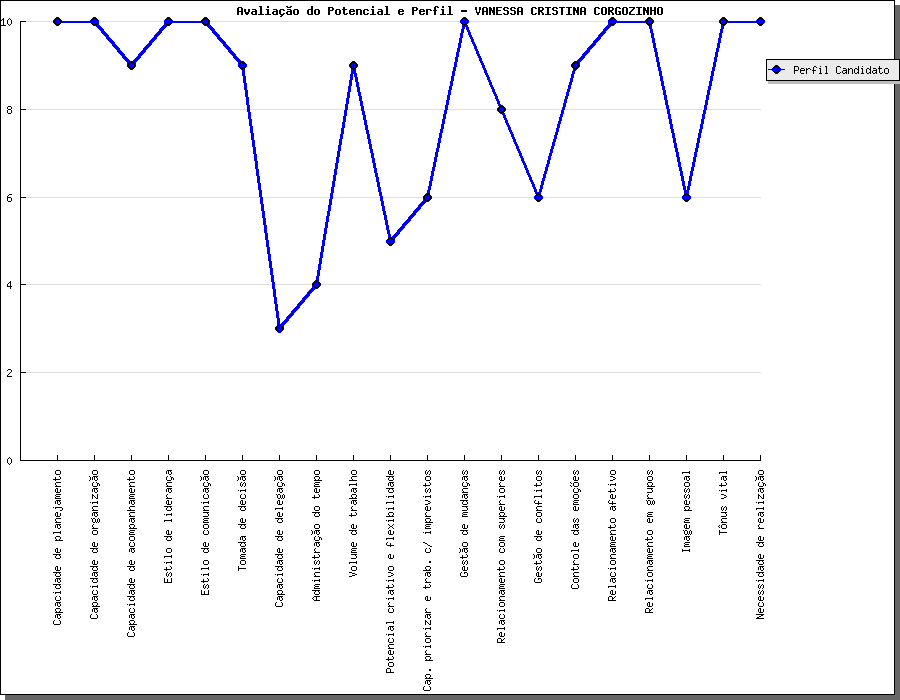 Avaliação do Potencial e Perfil - VANESSA CRISTINA CORGOZINHO
Perfil Candidato
10
8
6
4
2
0
Capacidade de planejamento
Capacidade de organização
Capacidade de acompanhamento
Estilo de liderança
Estilo de comunicação
Tomada de decisão
Capacidade de delegação
Administração do tempo
Volume de trabalho
Potencial criativo e flexibilidade
Cap. priorizar e trab. c/ imprevistos
Gestão de mudanças
Relacionamento com superiores
Gestão de conflitos
Controle das emoções
Relacionamento afetivo
Relacionamento em grupos
Imagem pessoal
Tônus vital
Necessidade de realização